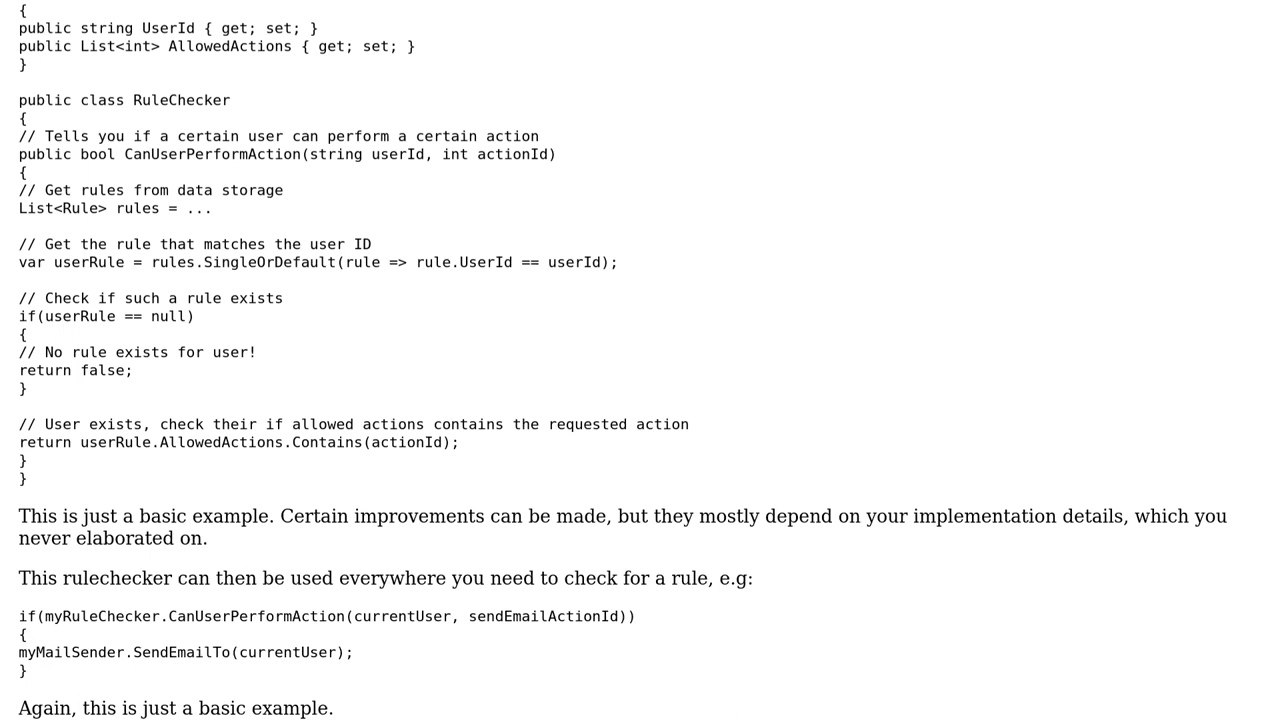 {
public string UserId { get; set; }
public List<int> AllowedActions { get; set; }
}
public class RuleChecker
{
// Tells you if a certain user can perform a certain action
public bool CanUserPerformAction(string userId, int actionId)
{
// Get rules from data storage
List<Rule> rules = ...
// Get the rule that matches the user ID
var userRule = rules.SingleOrDefault(rule => rule.UserId == userId);
// Check if such a rule exists
if(userRule == null)
{
// No rule exists for user!
return false;
}
// User exists, check their if allowed actions contains the requested action
return userRule.AllowedActions.Contains(actionId);
}
}
This is just a basic example. Certain improvements can be made, but they mostly depend on your implementation details, which you
never elaborated on.
This rulechecker can then be used everywhere you need to check for a rule, e.g:
if(myRuleChecker.CanUserPerformAction(currentUser, sendEmailActionId))
{
myMailSender.SendEmailTo(currentUser);
}
Again, this is just a basic example.